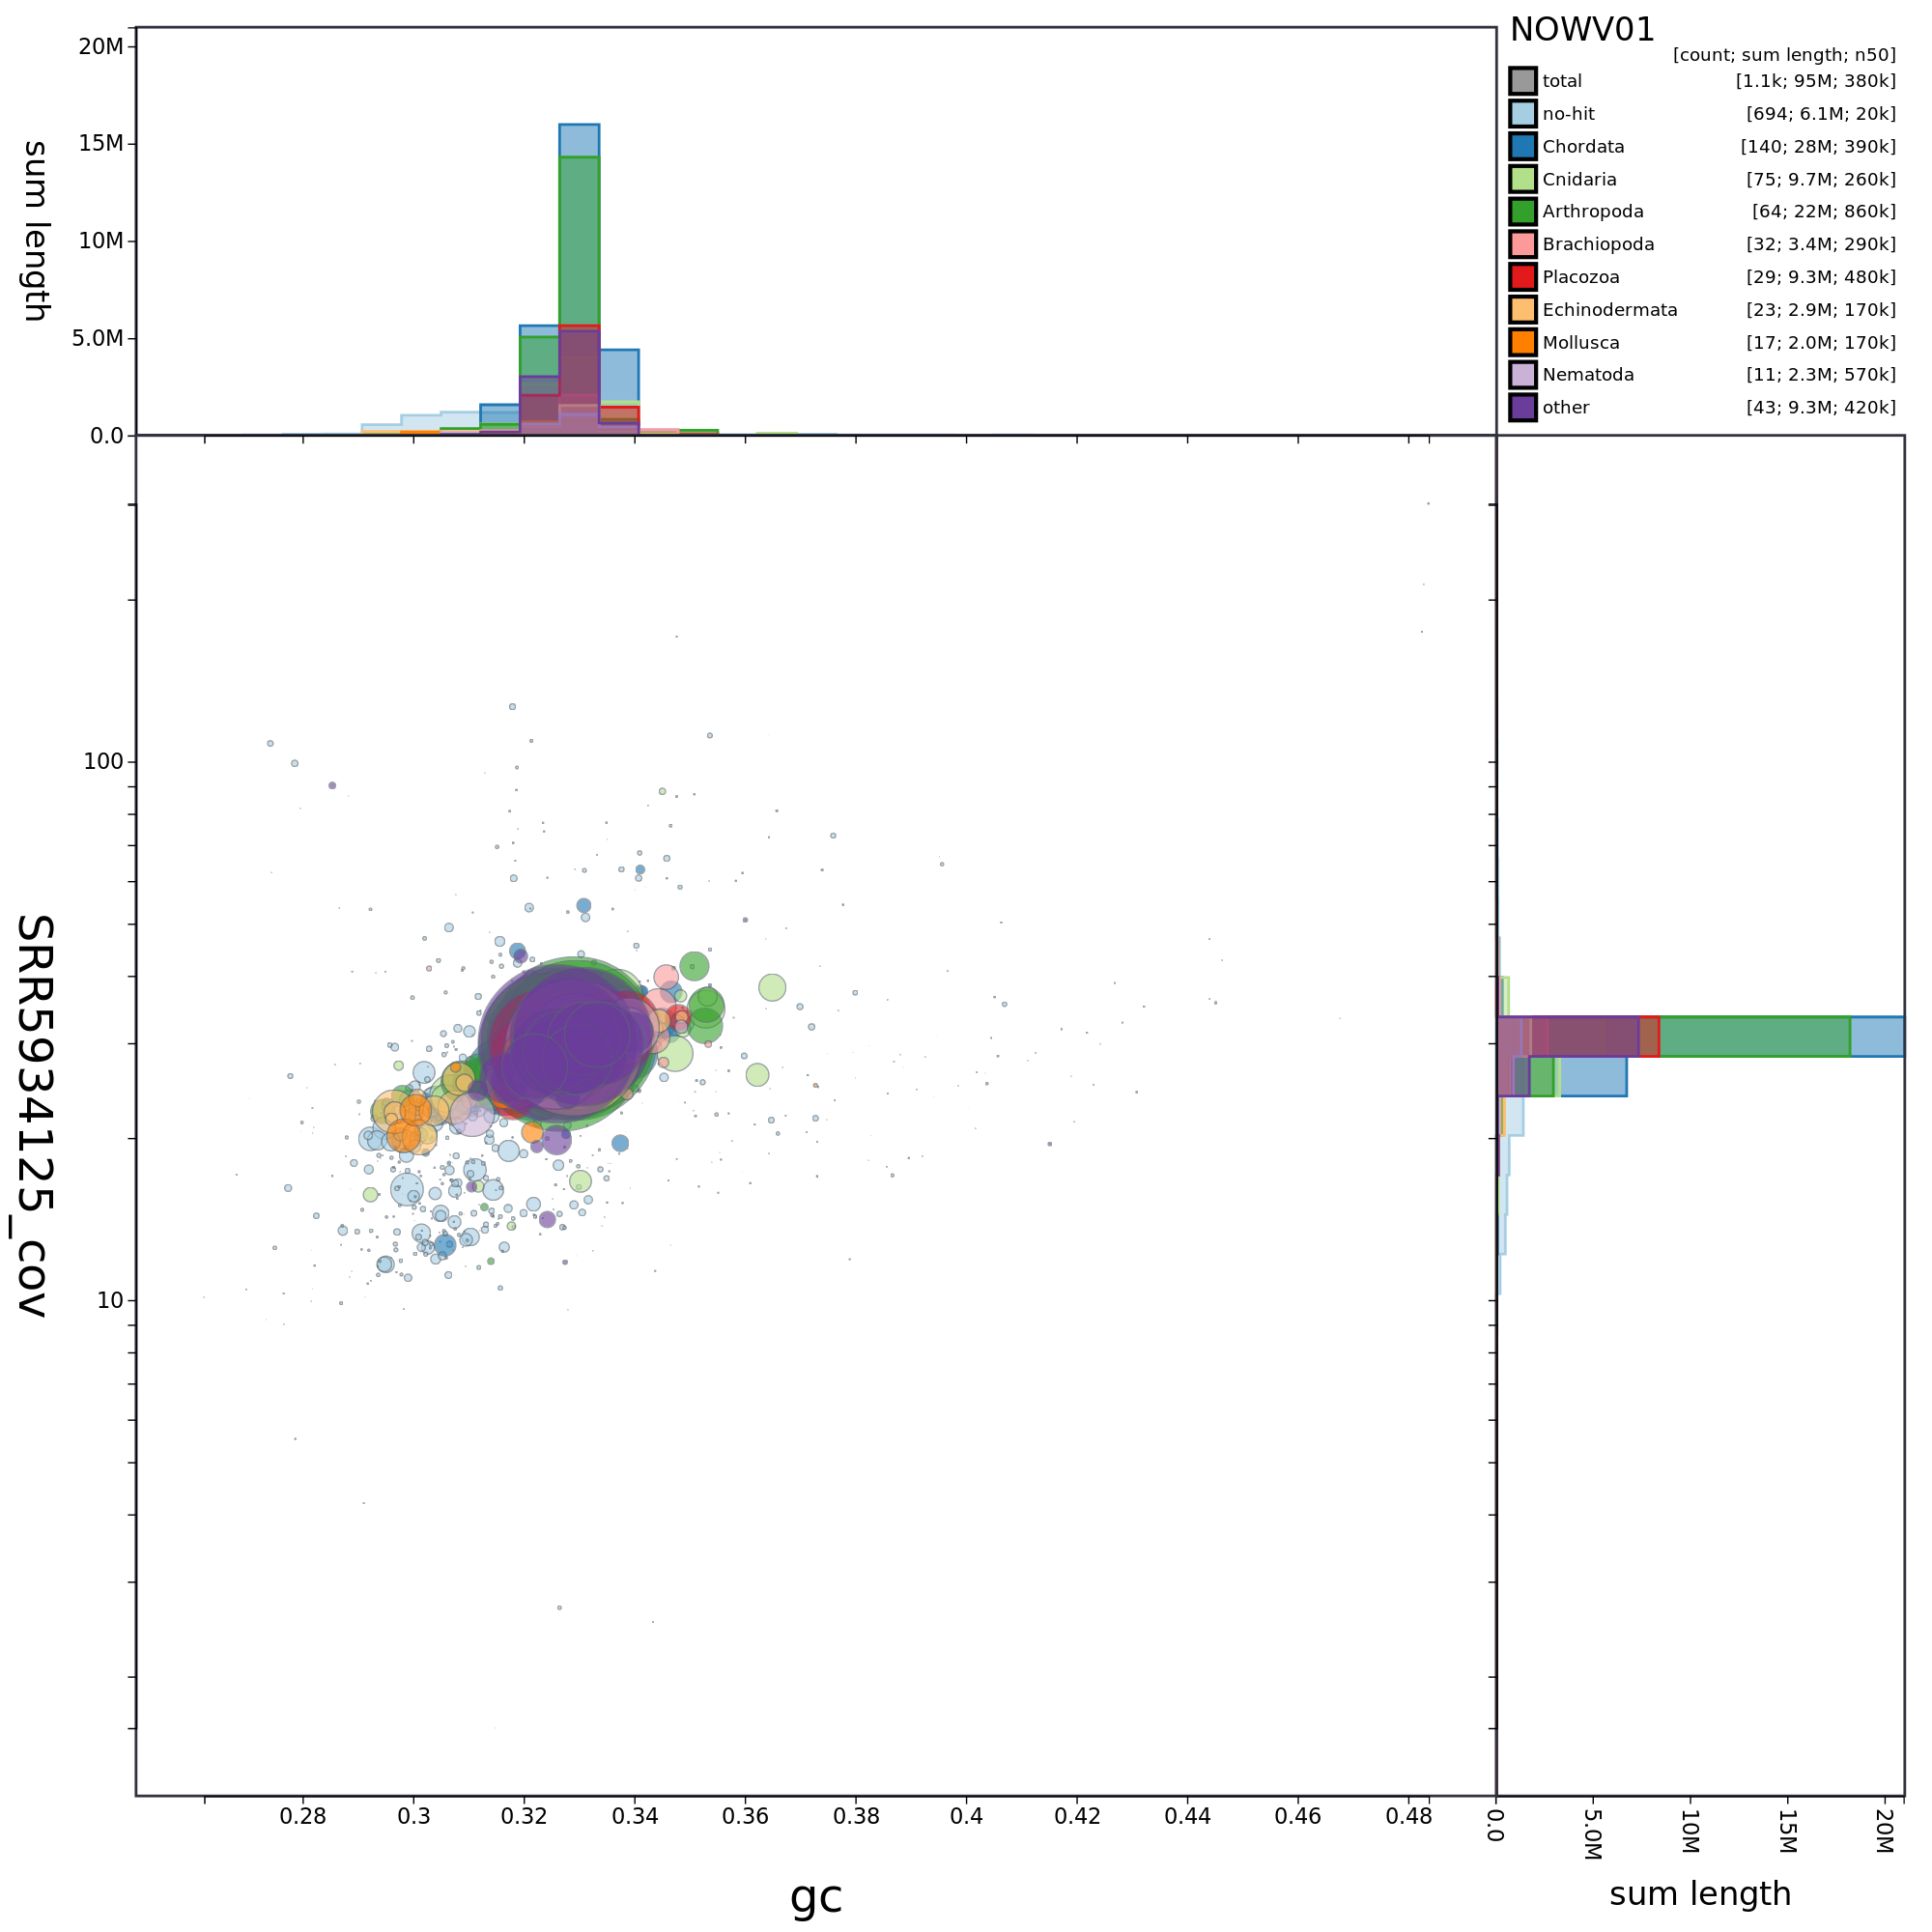 NOWV01
[count; sum length; n50]
total [1.1k; 95M; 380k]
no-hit [694; 6.1M; 20k]
Chordata [140; 28M; 390k]
Cnidaria [75; 9.7M; 260k]
Arthropoda [64; 22M; 860k]
Brachiopoda [32; 3.4M; 290k]
Placozoa [29; 9.3M; 480k]
Echinodermata [23; 2.9M; 170k]
Mollusca [17; 2.0M; 170k]
Nematoda [11; 2.3M; 570k]
other [43; 9.3M; 420k]
sum length
20M
15M
10M
5.0M
0.0
SRR5934125_cov
100
10
0.28 0.3 0.32 0.34 0.36 0.38 0.4 0.42 0.44 0.46 0.48
gc
0.0 5.0M 10M 15M 20M
sum length